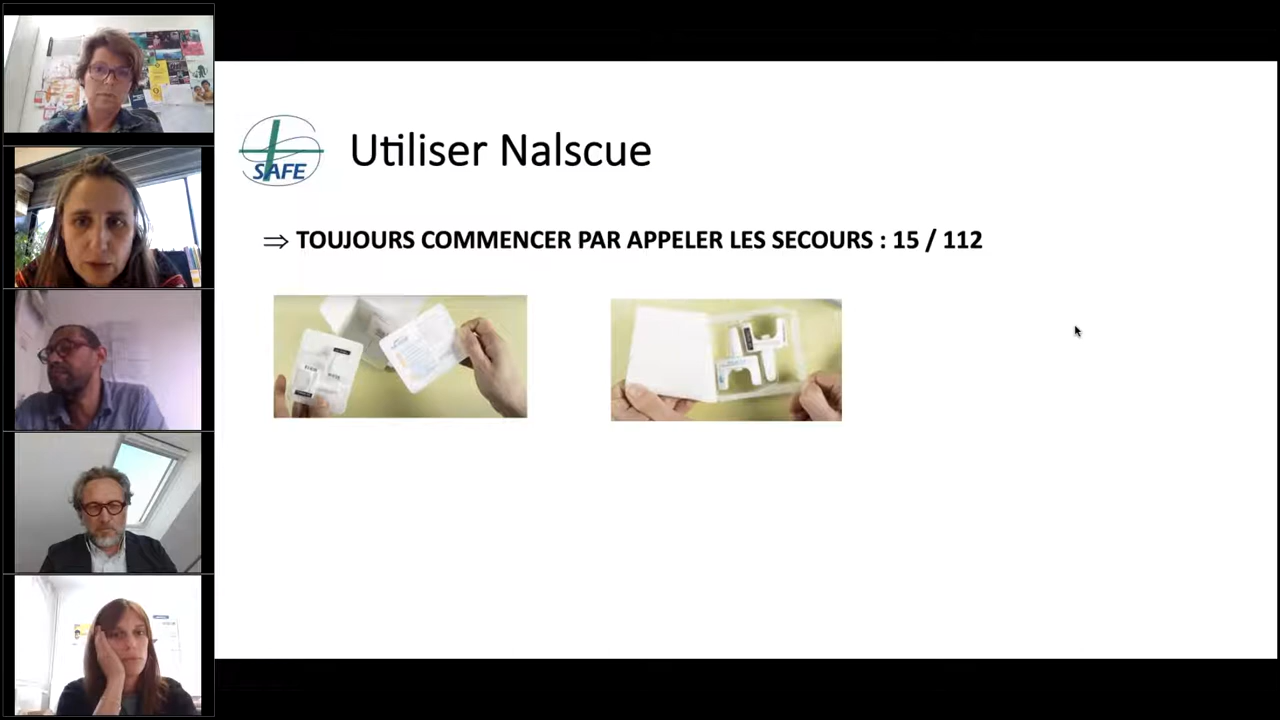 SAFE
Utiliser Nalscue
⇒ TOUJOURS COMMENCER PAR APPELER LES SECOURS : 15 / 112